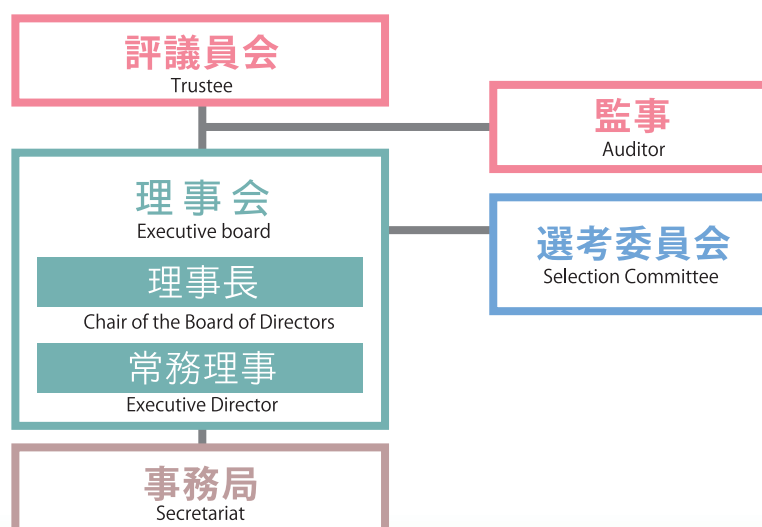 評議員会
Trustee
監事
Auditor
理事会
Executive board
理事長
Chair of the Board of Directors
常務理事
Executive Director
選考委員会
Selection Committee
事務局
Secretariat